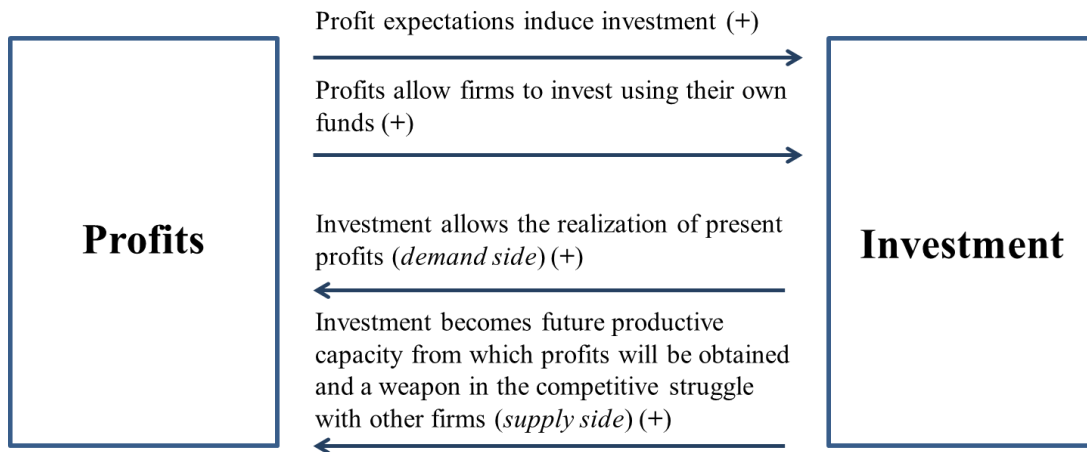 Profit expectations induce investment (+)
Profits allow firms to invest using their own
funds (+)
Profits
Investment allows the realization of present
profits (demand side) (+)
Investment becomes future productive
capacity from which profits will be obtained
and a weapon in the competitive struggle
with other firms (supply side) (+)
Investment